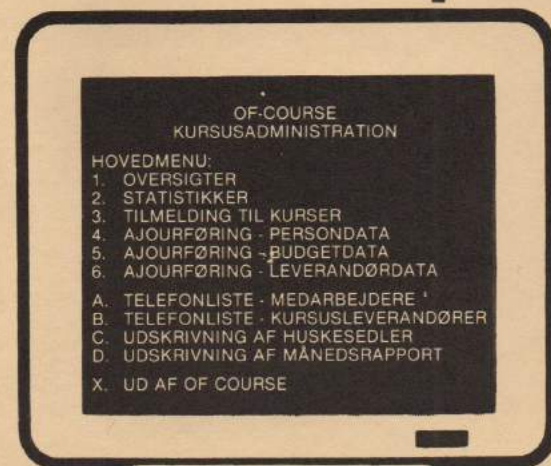 OF-COURSE
KURSUSADMINISTRATION
HOVEDMENU:
1. OVERSIGTER
2. STATISTIKKER
3. TILMELDING TIL KURSER
4. AJOURFØRING - PERSONDATA
5. AJOURFØRING - BUDGETDATA
6. AJOURFØRING - LEVERANDØRDATA
A. TELEFONLISTE - MEDARBEJDERE
B. TELEFONLISTE - KURSUSLEVERANDØRER
C. UDSKRIVNING AF HUSKESEDLER
D. UDSKRIVNING AF MÅNEDSRAPPORT
X. UD AF OF COURSE